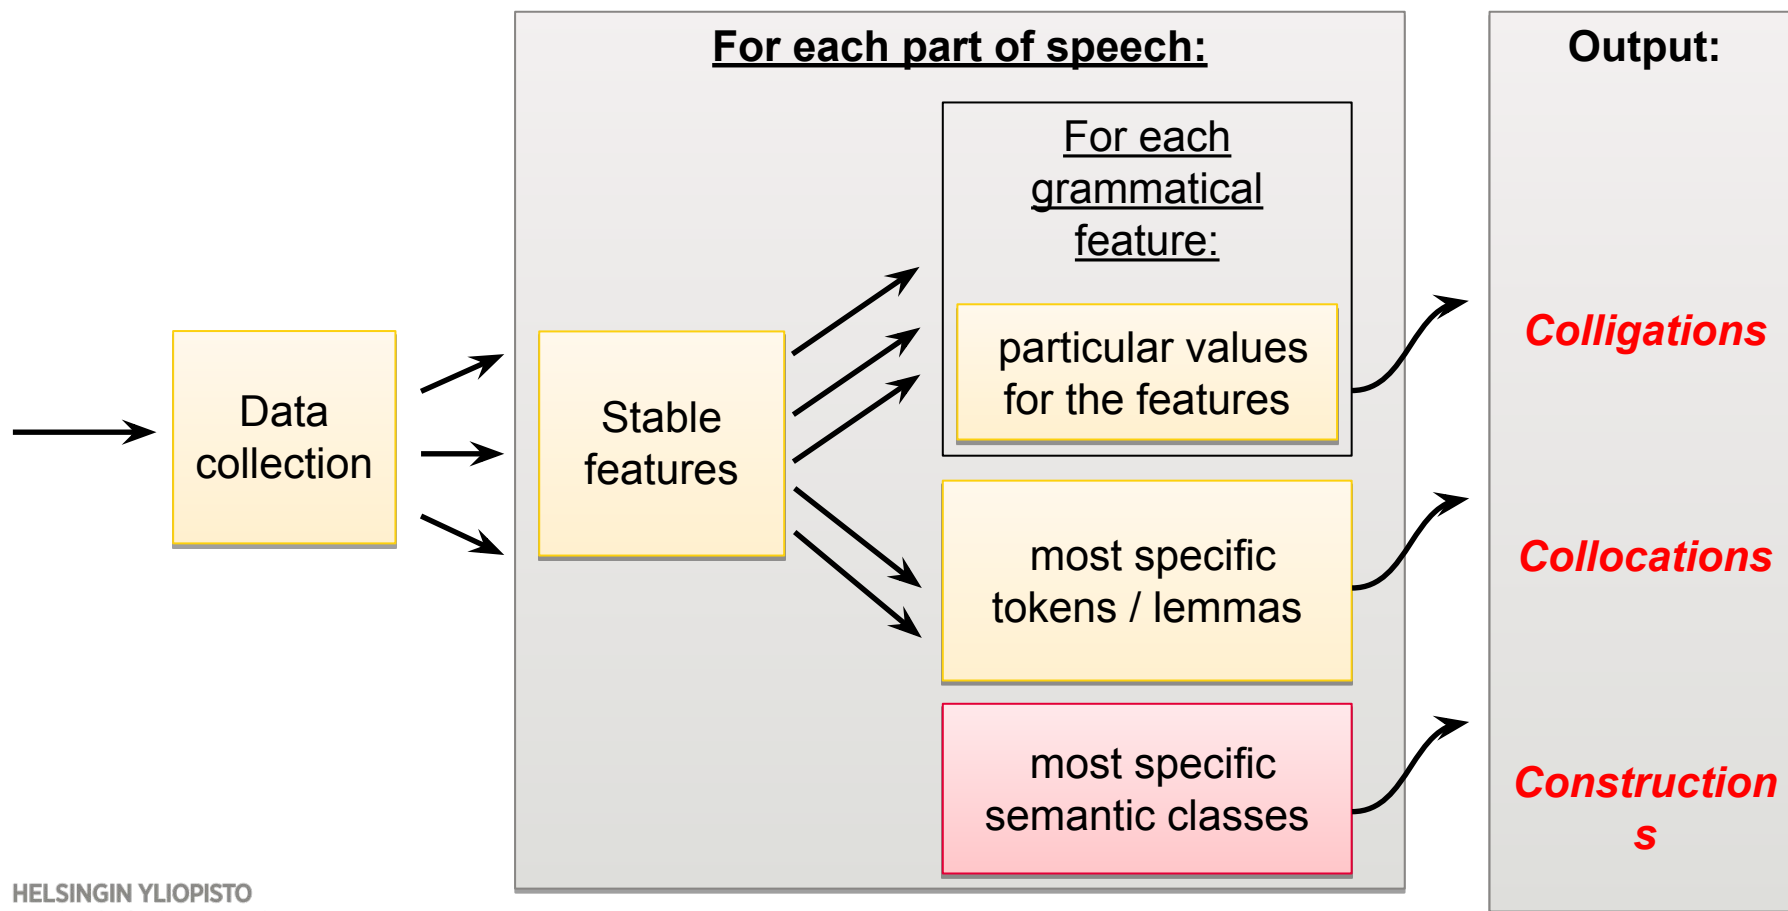 For each part of speech:
Output:
For each
grammatical
feature:
particular values
for the features
Data
collection
Stable
features
most specific
tokens / lemmas
most specific
semantic classes
Colligations
Collocations
Construction
s
HELSINGIN YLIOPISTO